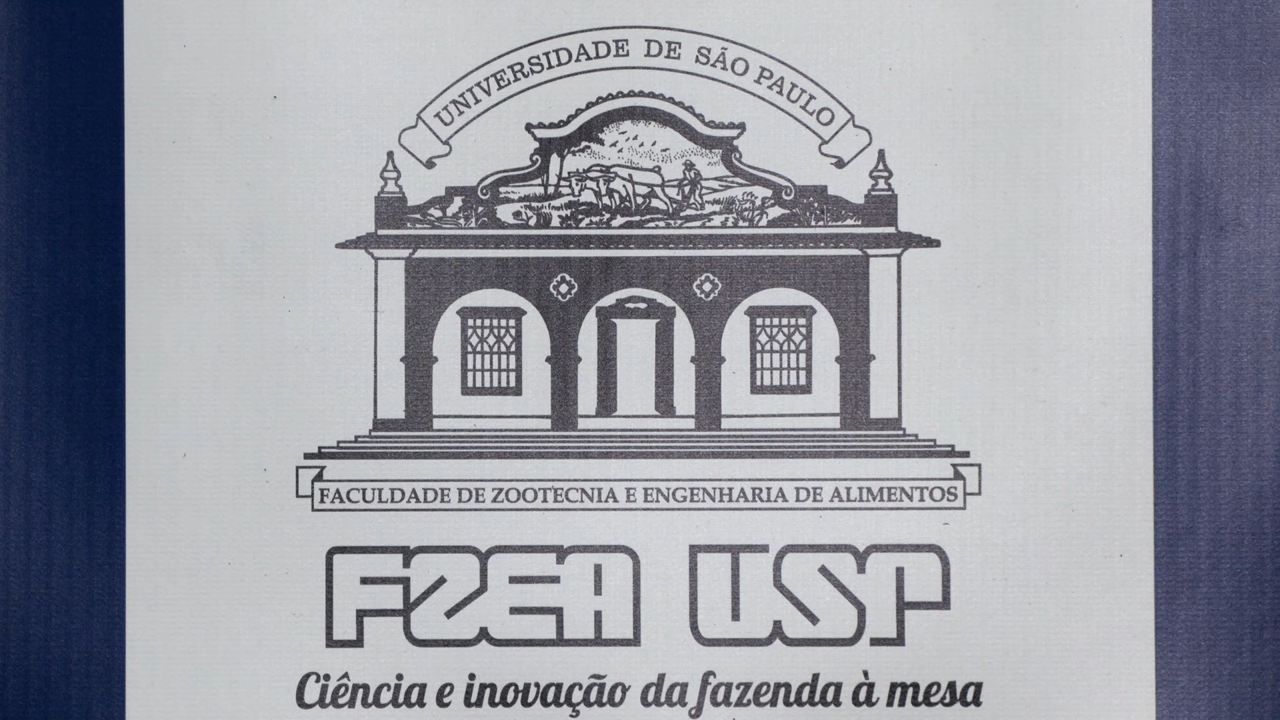 UNIVERSIDADE DE SÃO PAULO
FACULDADE DE ZOOTECNIA E ENGENHARIA DE ALIMENTOS
FZEA USP
Ciência e inovação da fazenda à mesa